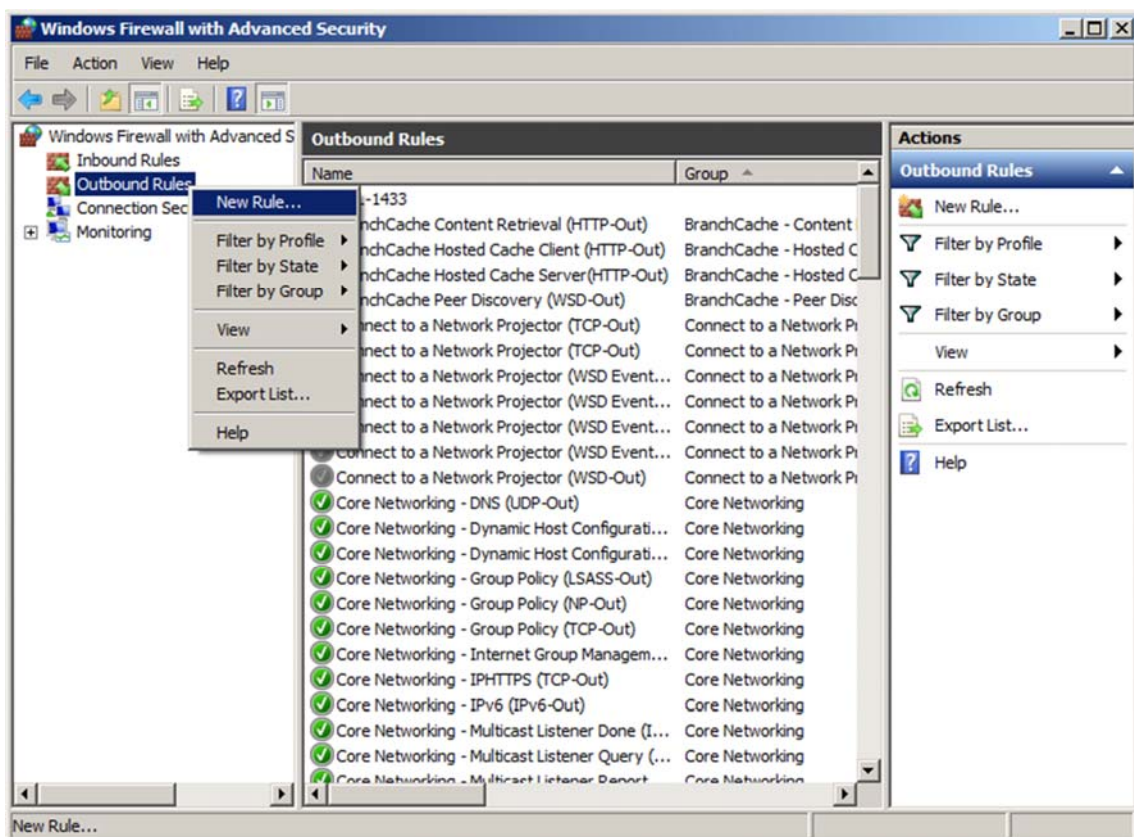 Windows Firewall with Advanced Security
File Action View Help
Windows Firewall with Advanced S
Inbound Rules
Outbound Rules
Connection Sec
Monitoring
New Rule...
Filter by Profile
Filter by State
Filter by Group
View
Refresh
Export List...
Help
Outbound Rules
Name Group
-1433
nchCache Content Retrieval (HTTP-Out) BranchCache - Content
nchCache Hosted Cache Client (HTTP-Out) BranchCache - Hosted C
nchCache Hosted Cache Server(HTTP-Out) BranchCache - Hosted C
nchCache Peer Discovery (WSD-Out) BranchCache - Peer Disc
nnect to a Network Projector (TCP-Out) Connect to a Network Pr
nnect to a Network Projector (TCP-Out) Connect to a Network Pr
nnect to a Network Projector (WSD Event... Connect to a Network Pr
nnect to a Network Projector (WSD Event... Connect to a Network Pr
nnect to a Network Projector (WSD Event... Connect to a Network Pr
Connect to a Network Projector (WSD Event... Connect to a Network Pr
Connect to a Network Projector (WSD-Out) Connect to a Network Pr
Core Networking - DNS (UDP-Out) Core Networking
Core Networking - Dynamic Host Configurati... Core Networking
Core Networking - Dynamic Host Configurati... Core Networking
Core Networking - Group Policy (LSASS-Out) Core Networking
Core Networking - Group Policy (NP-Out) Core Networking
Core Networking - Group Policy (TCP-Out) Core Networking
Core Networking - Internet Group Managem... Core Networking
Core Networking - IPHTTPS (TCP-Out) Core Networking
Core Networking - IPv6 (IPv6-Out) Core Networking
Core Networking - Multicast Listener Done (I... Core Networking
Core Networking - Multicast Listener Query (... Core Networking
Core Networking - Multicast Listener Report Core Networking
Actions
Outbound Rules
New Rule...
Filter by Profile
Filter by State
Filter by Group
View
Refresh
Export List...
Help
New Rule...